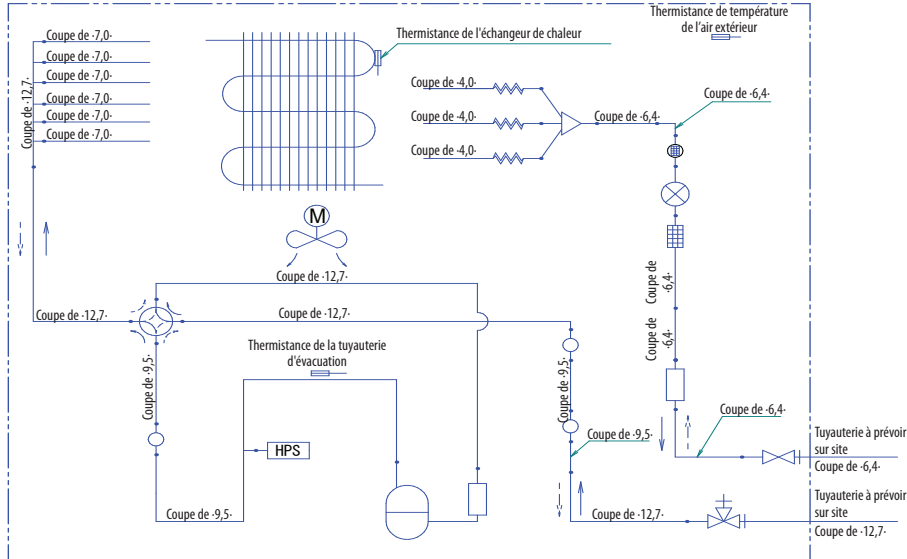 Thermistance de température
de l'air extérieur
Coupe de ·7,0·
Coupe de ·7,0·
Coupe de ·7,0·
Coupe de ·7,0·
Coupe de ·7,0·
Coupe de ·7,0·
Coupe de ·12,7·
Thermistance de l'échangeur de chaleur
Coupe de ·4,0·
Coupe de ·4,0·
Coupe de ·4,0·
Coupe de ·6,4·
Coupe de ·6,4·
M
Coupe de ·12,7·
Coupe de
·6,4·
Coupe de ·12,7·
Coupe de ·12,7·
Coupe de
·6,4·
Thermistance de la tuyauterie
d'évacuation
Coupe de ·9,5·
Coupe de ·9,5·
HPS
Coupe de ·9,5·
Coupe de ·6,4·
Tuyauterie à prévoir
sur site
Coupe de ·6,4·
Coupe de ·9,5·
Coupe de ·12,7·
Tuyauterie à prévoir
sur site
Coupe de ·12,7·